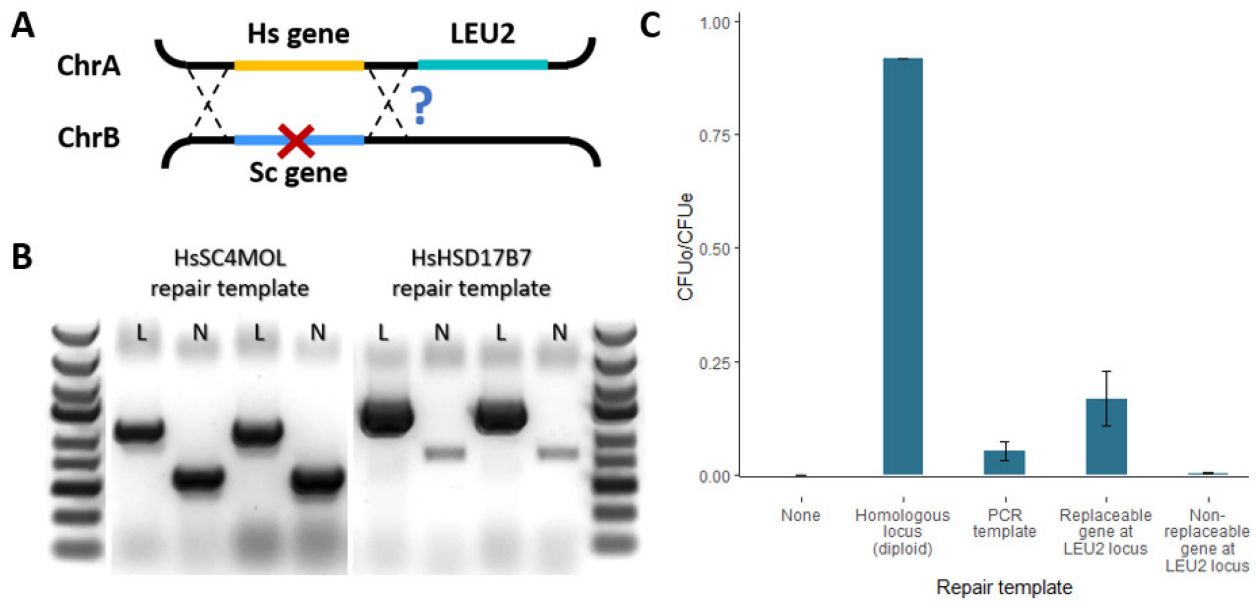 A
Hs gene
LEU2
ChrA
?
ChrB
Sc gene
B
HsSC4MOL
repair template
HsHSD17B7
repair template
L N L N
L N L N
C
CFUo/CFUe
1.00
0.75
0.50
0.25
0.00
None
Homologous
locus
(diploid)
PCR
template
Replaceable
gene at
LEU2 locus
Non-
replaceable
gene at
LEU2 locus
Repair template